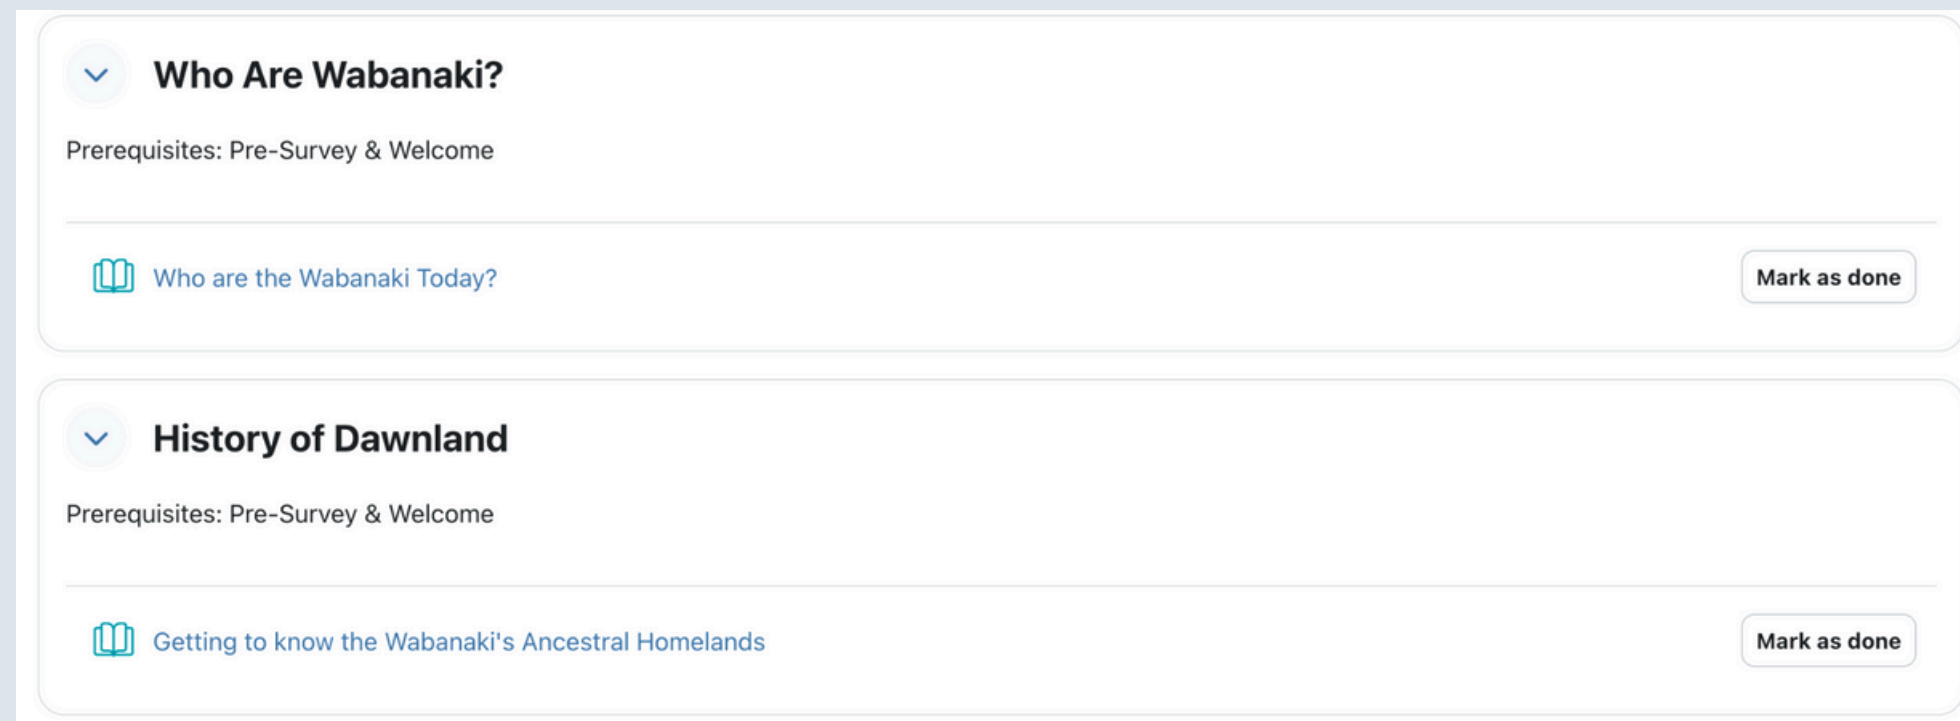 Who Are Wabanaki?
Prerequisites: Pre-Survey & Welcome
Who are the Wabanaki Today?
Mark as done
History of Dawnland
Prerequisites: Pre-Survey & Welcome
Getting to know the Wabanaki's Ancestral Homelands
Mark as done